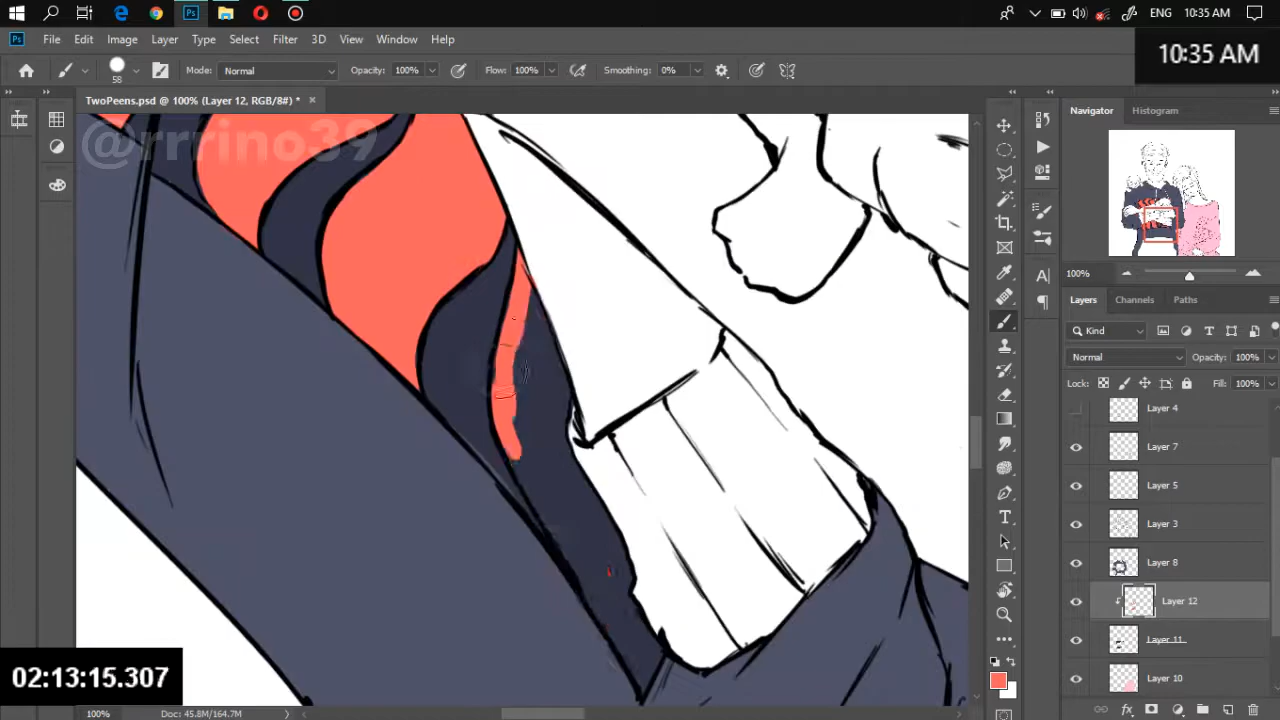 ENG 10:35 AM
10:35 AM
Ps File Edit Image Layer Type Select Filter 3D View Window Help
58 Mode: Normal Opacity: 100% Flow: 100% Smoothing: 0%
TwoPeens.psd @ 100% (Layer 12, RGB/8#) *
@rrrino39
Navigator Histogram
100%
Layers Channels Paths
Kind
Normal Opacity: 100%
Lock: Fill: 100%
Layer 4
Layer 7
Layer 5
Layer 3
Layer 8
Layer 12
Layer 11
Layer 10
02:13:15.307
100% Doc: 45.8M/164.7M